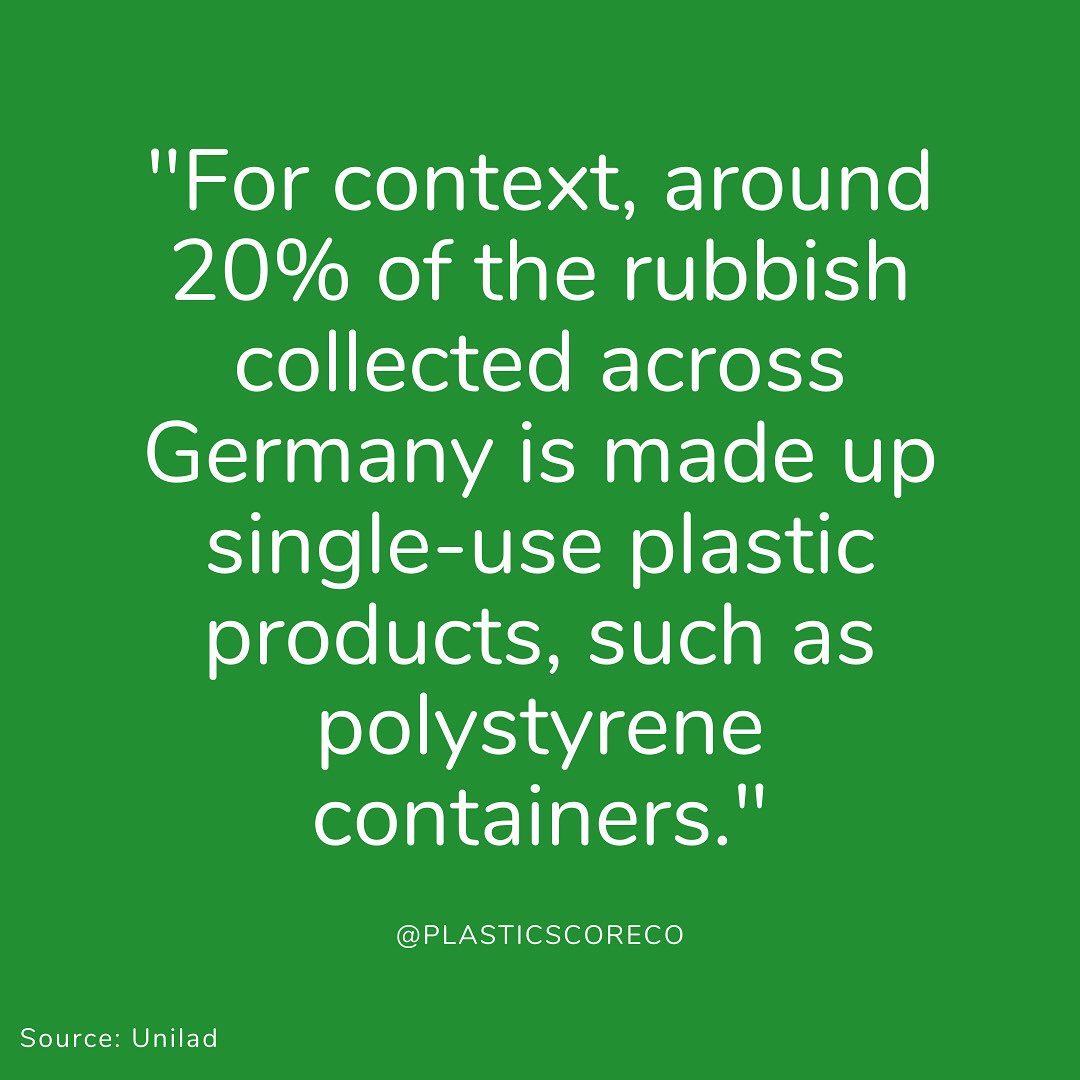 "For context, around
20% of the rubbish
collected across
Germany is made up
single-use plastic
products, such as
polystyrene
containers."
@PLASTICSCORECO
Source: Unilad